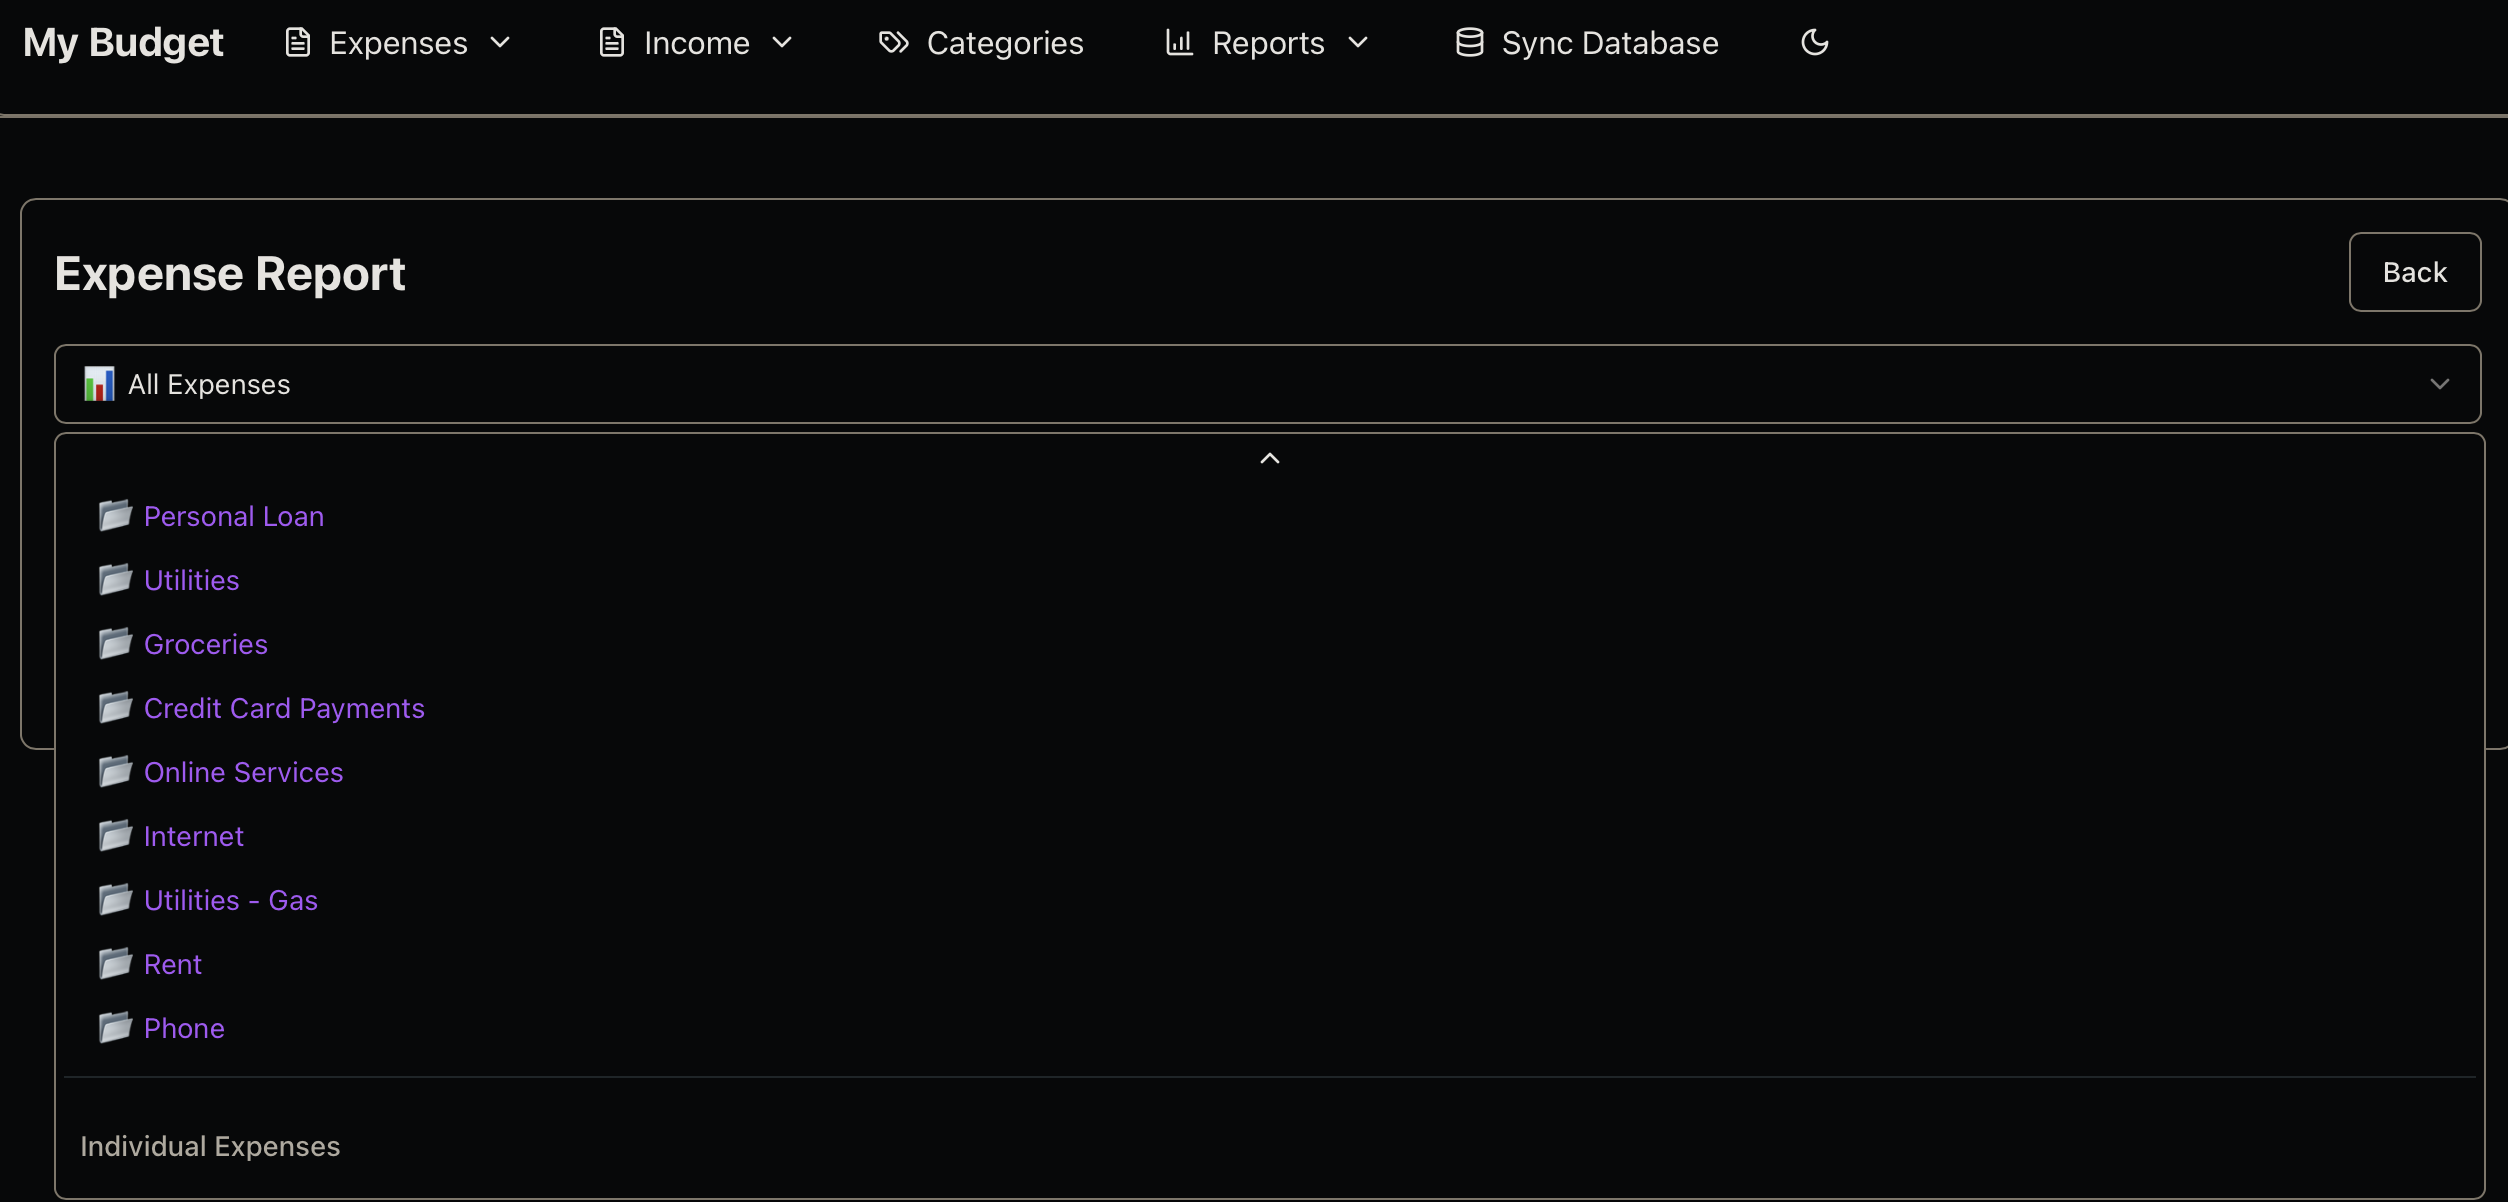 My Budget Expenses Income Categories Reports Sync Database
Expense Report
Back
All Expenses
Personal Loan
Utilities
Groceries
Credit Card Payments
Online Services
Internet
Utilities - Gas
Rent
Phone
Individual Expenses